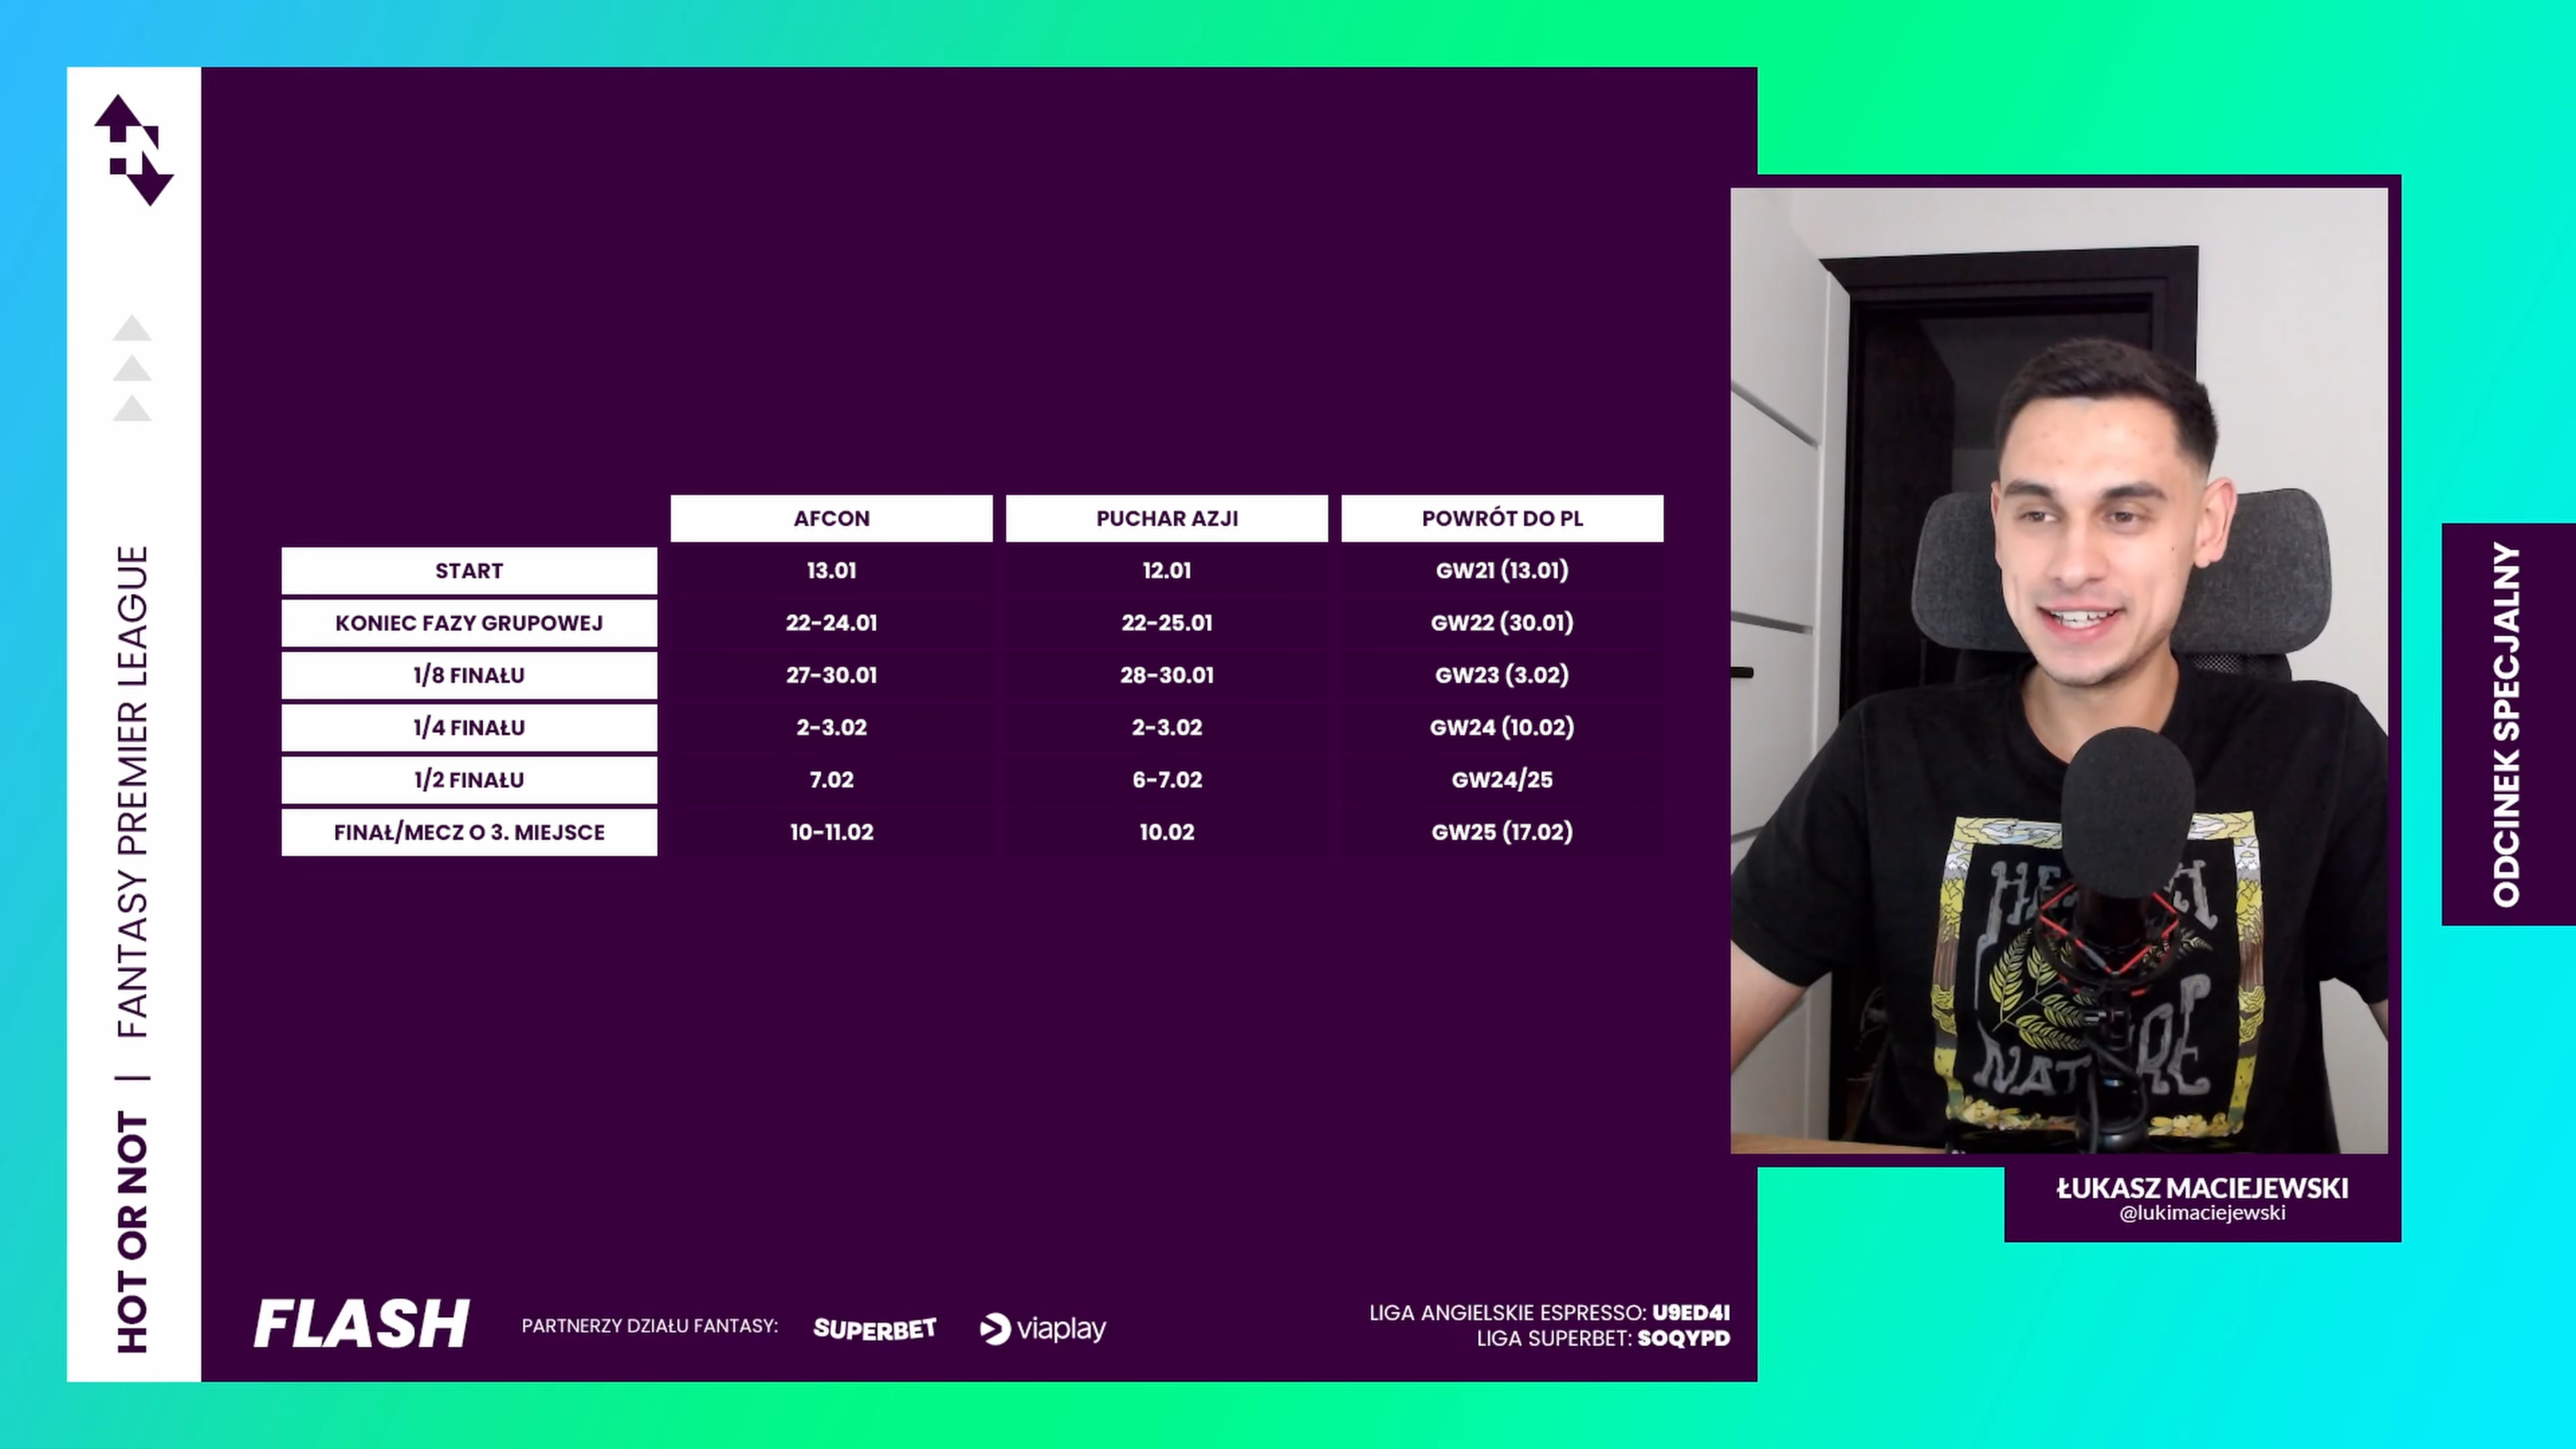 HOT OR NOT | FANTASY PREMIER LEAGUE
AFCON PUCHAR AZJI POWRÓT DO PL
START 13.01 12.01 GW21 (13.01)
KONIEC FAZY GRUPOWEJ 22-24.01 22-25.01 GW22 (30.01)
1/8 FINAŁU 27-30.01 28-30.01 GW23 (3.02)
1/4 FINAŁU 2-3.02 2-3.02 GW24 (10.02)
1/2 FINAŁU 7.02 6-7.02 GW24/25
FINAŁ/MECZ O 3. MIEJSCE 10-11.02 10.02 GW25 (17.02)
FLASH
PARTNERZY DZIAŁU FANTASY: SUPERBET viaplay
LIGA ANGIELSKIE ESPRESSO: U9ED4I
LIGA SUPERBET: SOQYPD
NAT RE
ŁUKASZ MACIEJEWSKI
@lukimaciejewski
ODCINEK SPECJALNY